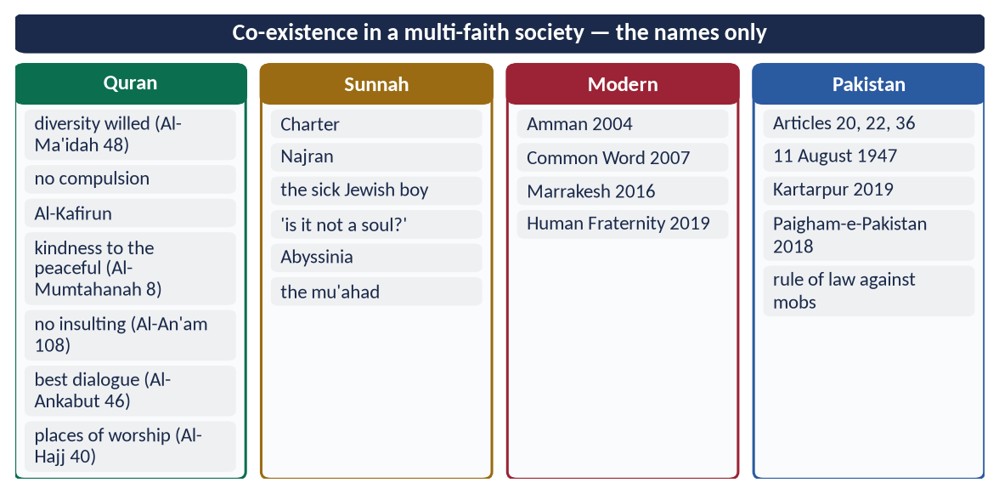 Co-existence in a multi-faith society — the names only
Quran
diversity willed (Al-
Ma'idah 48)
no compulsion
Al-Kafirun
kindness to the
peaceful (Al-
Mumtahanah 8)
no insulting (Al-An'am
108)
best dialogue (Al-
Ankabut 46)
places of worship (Al-
Hajj 40)
Sunnah
Charter
Najran
the sick Jewish boy
'is it not a soul?'
Abyssinia
the mu'ahad
Modern
Amman 2004
Common Word 2007
Marrakesh 2016
Human Fraternity 2019
Pakistan
Articles 20, 22, 36
11 August 1947
Kartarpur 2019
Paigham-e-Pakistan
2018
rule of law against
mobs